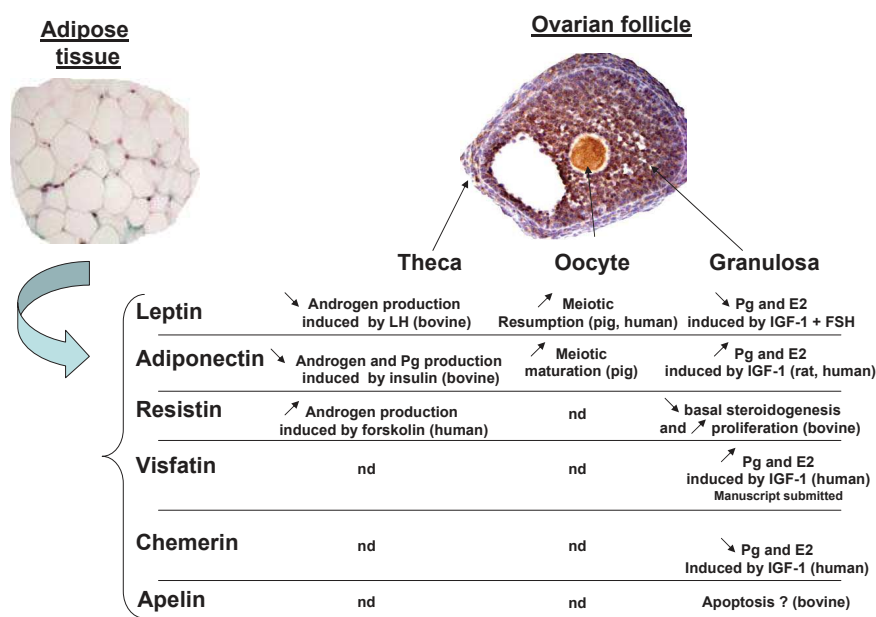 Adipose
tissue
Ovarian follicle
Theca
Oocyte
Granulosa
Leptin
↘ Androgen production
induced by LH (bovine)
↗ Meiotic
Resumption (pig, human)
↘ Pg and E2
induced by IGF-1 + FSH
Adiponectin
↘ Androgen and Pg production
induced by insulin (bovine)
↗ Meiotic
maturation (pig)
↗ Pg and E2
induced by IGF-1 (rat, human)
Resistin
↗ Androgen production
induced by forskolin (human)
nd
↘ basal steroidogenesis
and ↗ proliferation (bovine)
Visfatin
nd
nd
↗ Pg and E2
induced by IGF-1 (human)
Manuscript submitted
Chemerin
nd
nd
↘ Pg and E2
Induced by IGF-1 (human)
Apelin
nd
nd
Apoptosis ? (bovine)